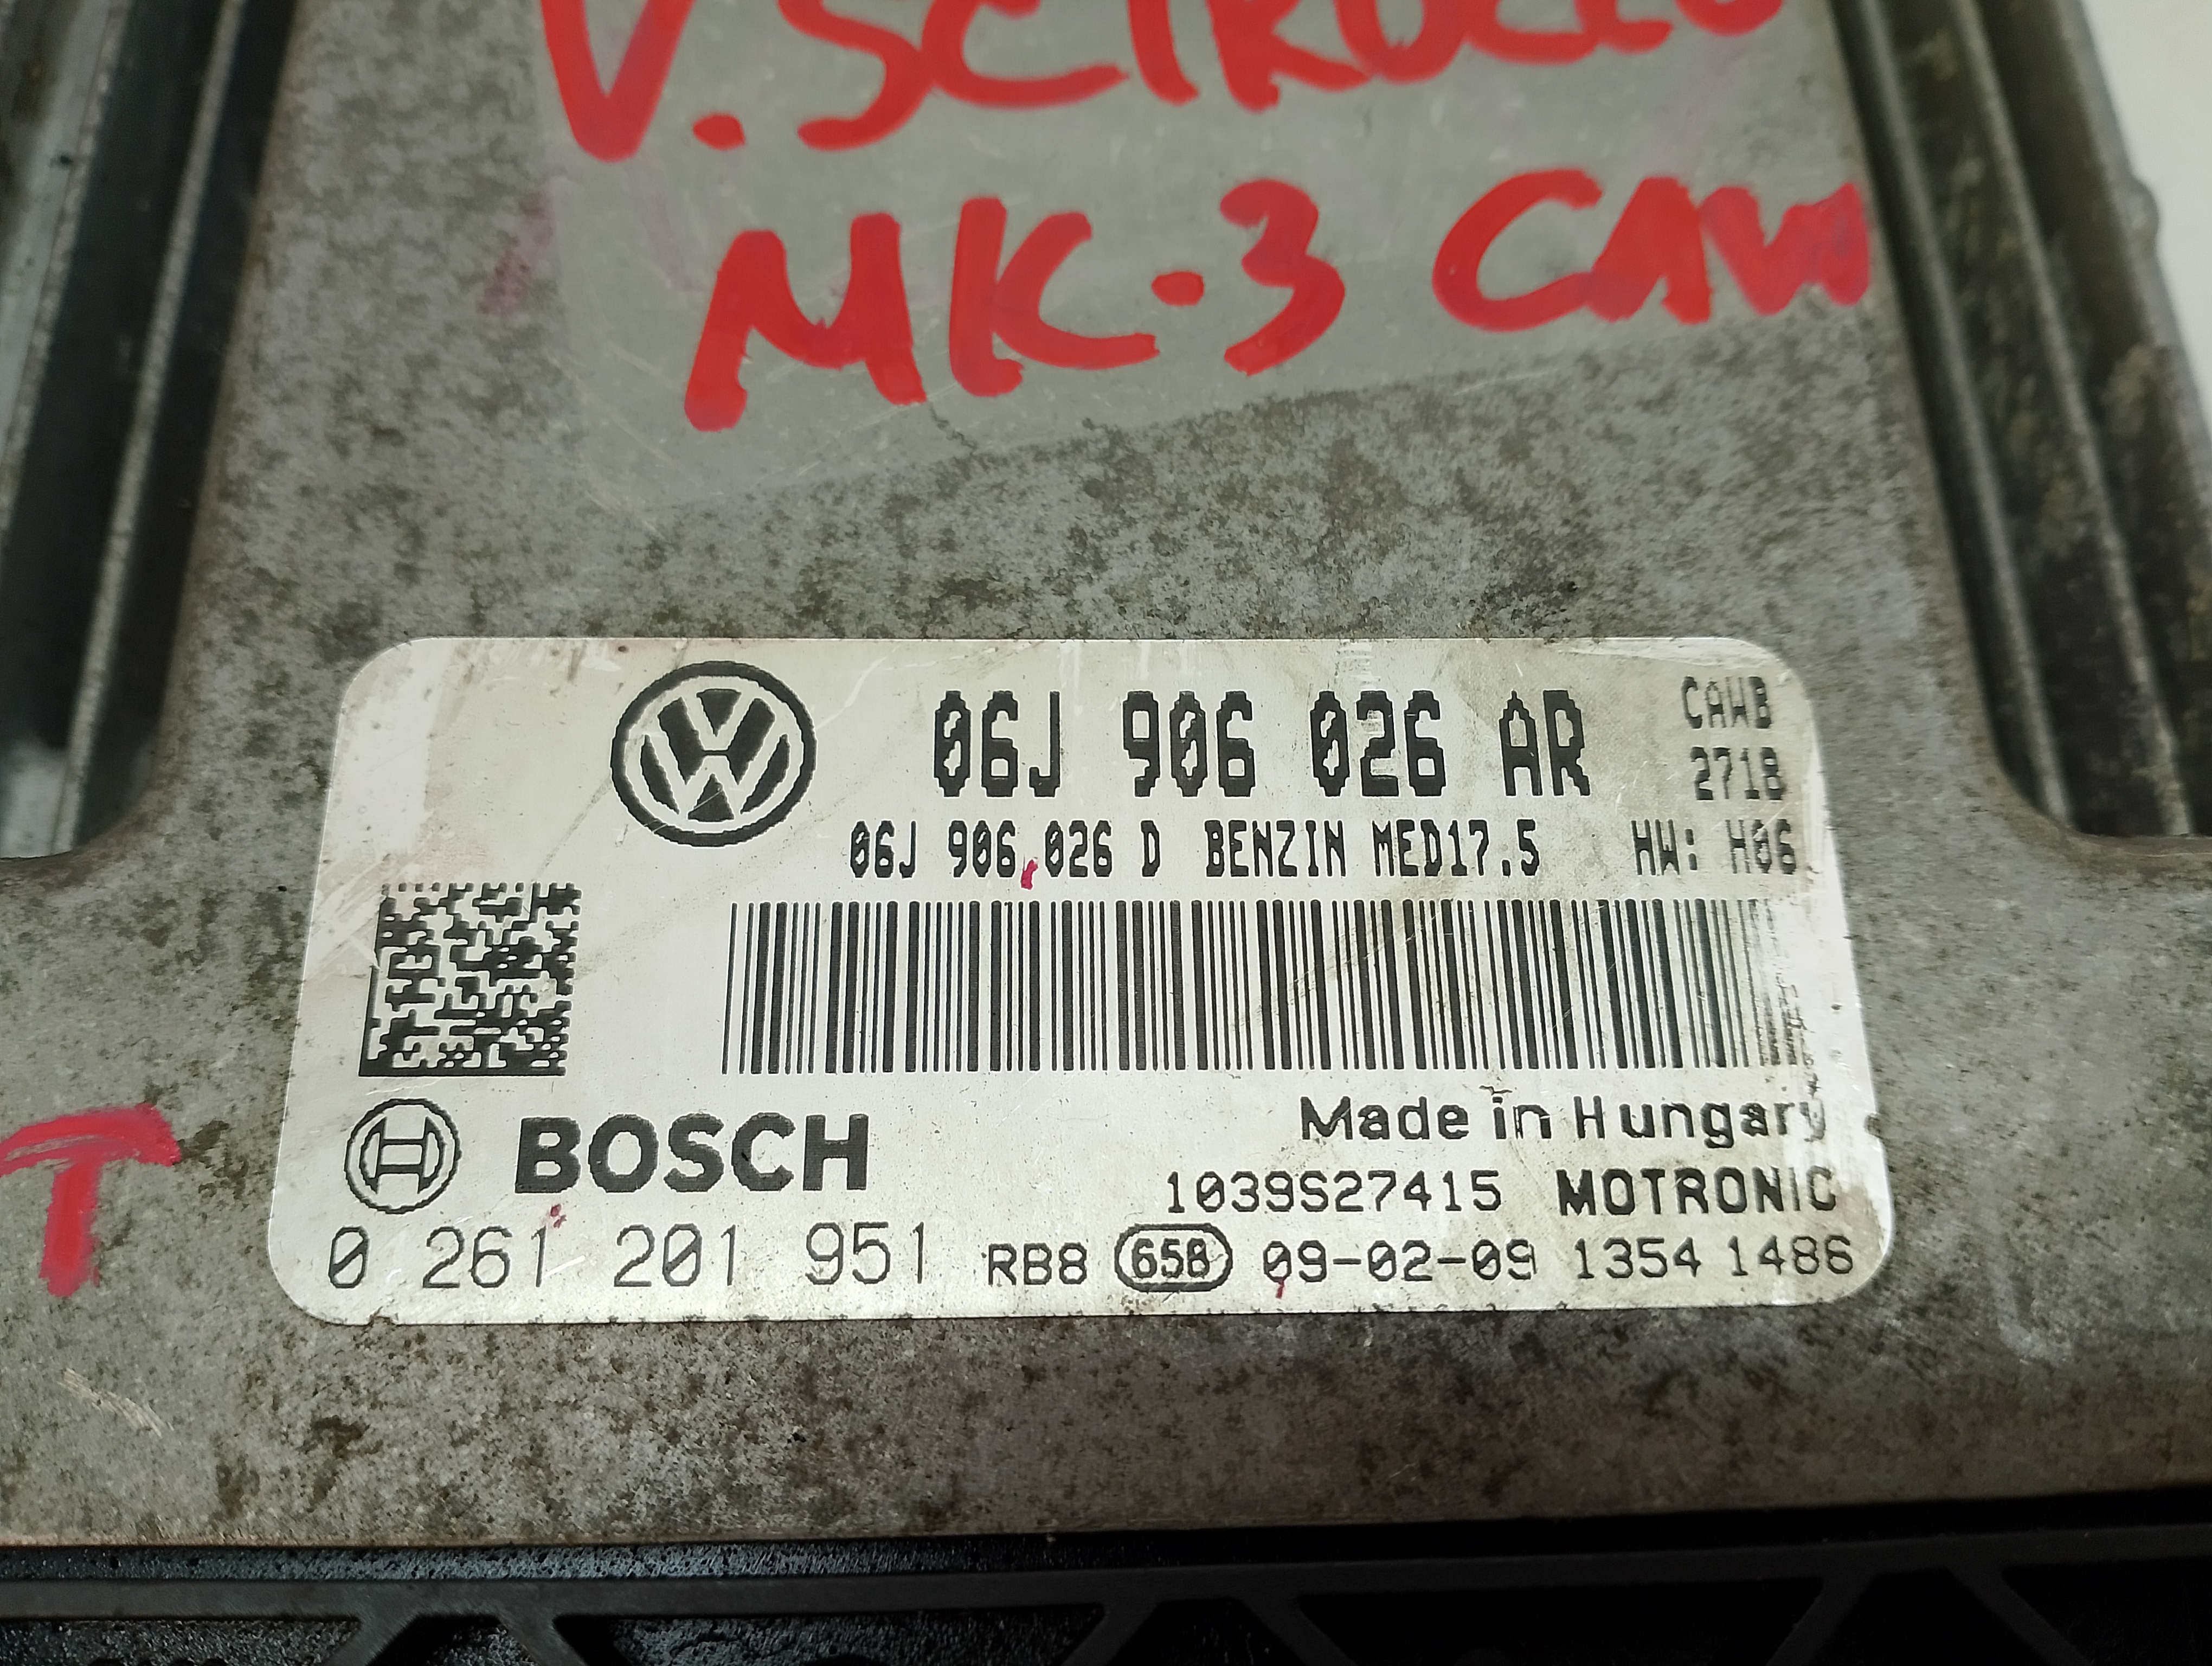 V. SCIROCCO
MK-3 CAW
06J 906 026 AR
CAWB
2718
06J 906 026 D BENZIN MED17.5 HW: H06
BOSCH
Made in Hungary
1039S27415 MOTRONIC
0 261 201 951 RB8 658 09-02-09 1354 1486
T